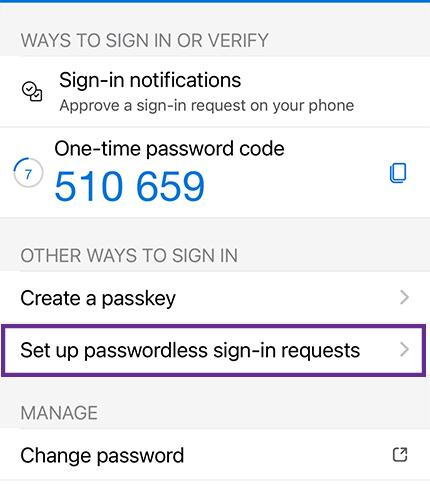 WAYS TO SIGN IN OR VERIFY
Sign-in notifications
Approve a sign-in request on your phone
One-time password code
7
510 659
OTHER WAYS TO SIGN IN
Create a passkey
Set up passwordless sign-in requests
MANAGE
Change password